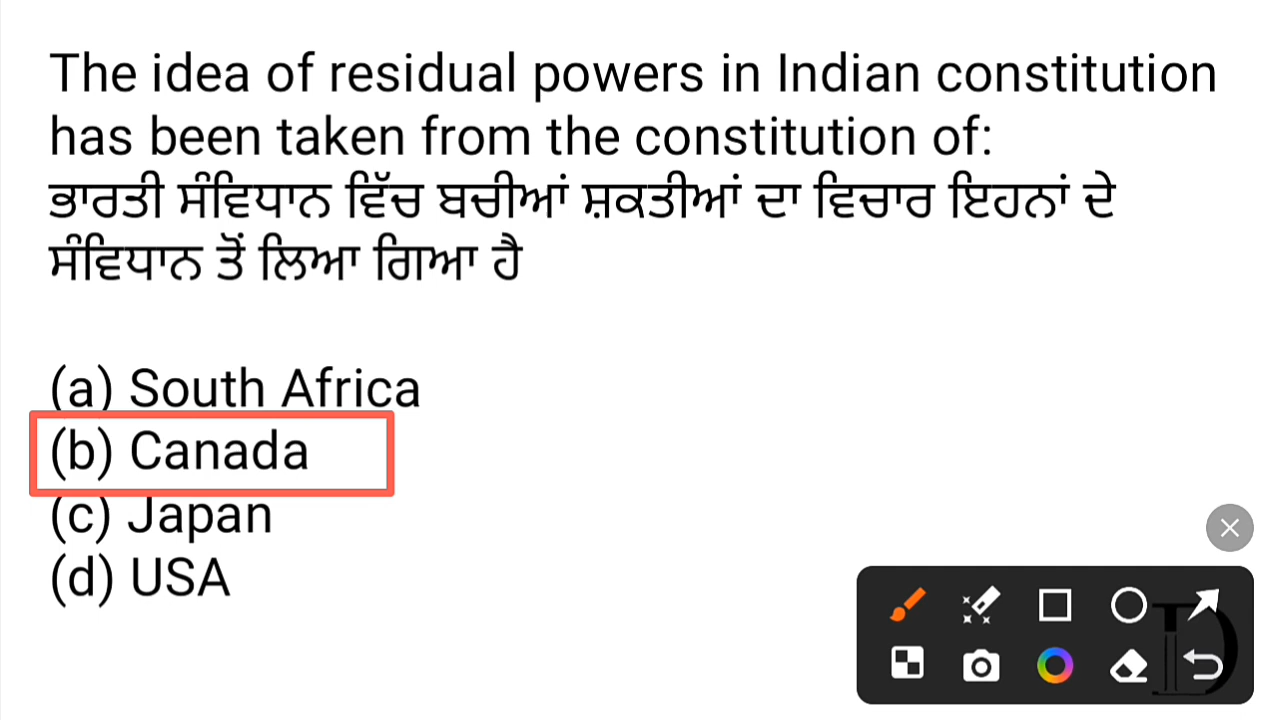 The idea of residual powers in Indian constitution
has been taken from the constitution of:
ਭਾਰਤੀ ਸੰਵਿਧਾਨ ਵਿੱਚ ਬਚੀਆਂ ਸ਼ਕਤੀਆਂ ਦਾ ਵਿਚਾਰ ਇਹਨਾਂ ਦੇ
ਸੰਵਿਧਾਨ ਤੋਂ ਲਿਆ ਗਿਆ ਹੈ
(a) South Africa
(b) Canada
(c) Japan
(d) USA